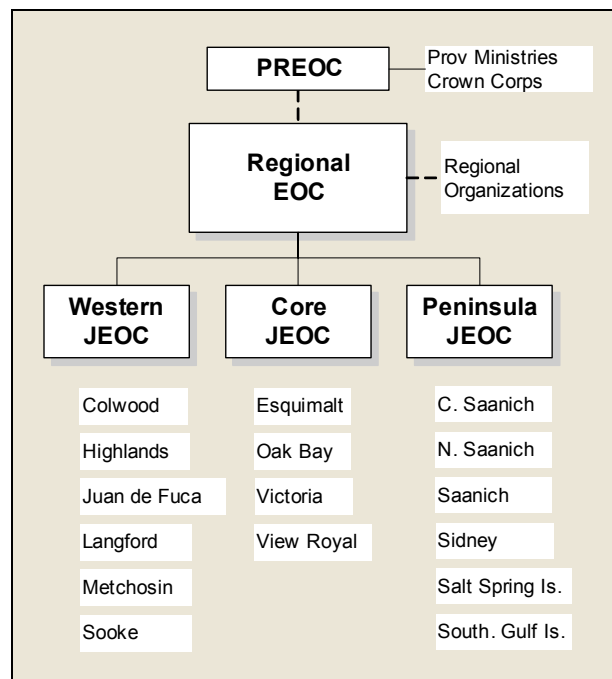 PREOC
Prov Ministries
Crown Corps
Regional
EOC
Regional
Organizations
Western
JEOC
Core
JEOC
Peninsula
JEOC
Colwood
Highlands
Juan de Fuca
Langford
Metchosin
Sooke
Esquimalt
Oak Bay
Victoria
View Royal
C. Saanich
N. Saanich
Saanich
Sidney
Salt Spring Is.
South. Gulf Is.